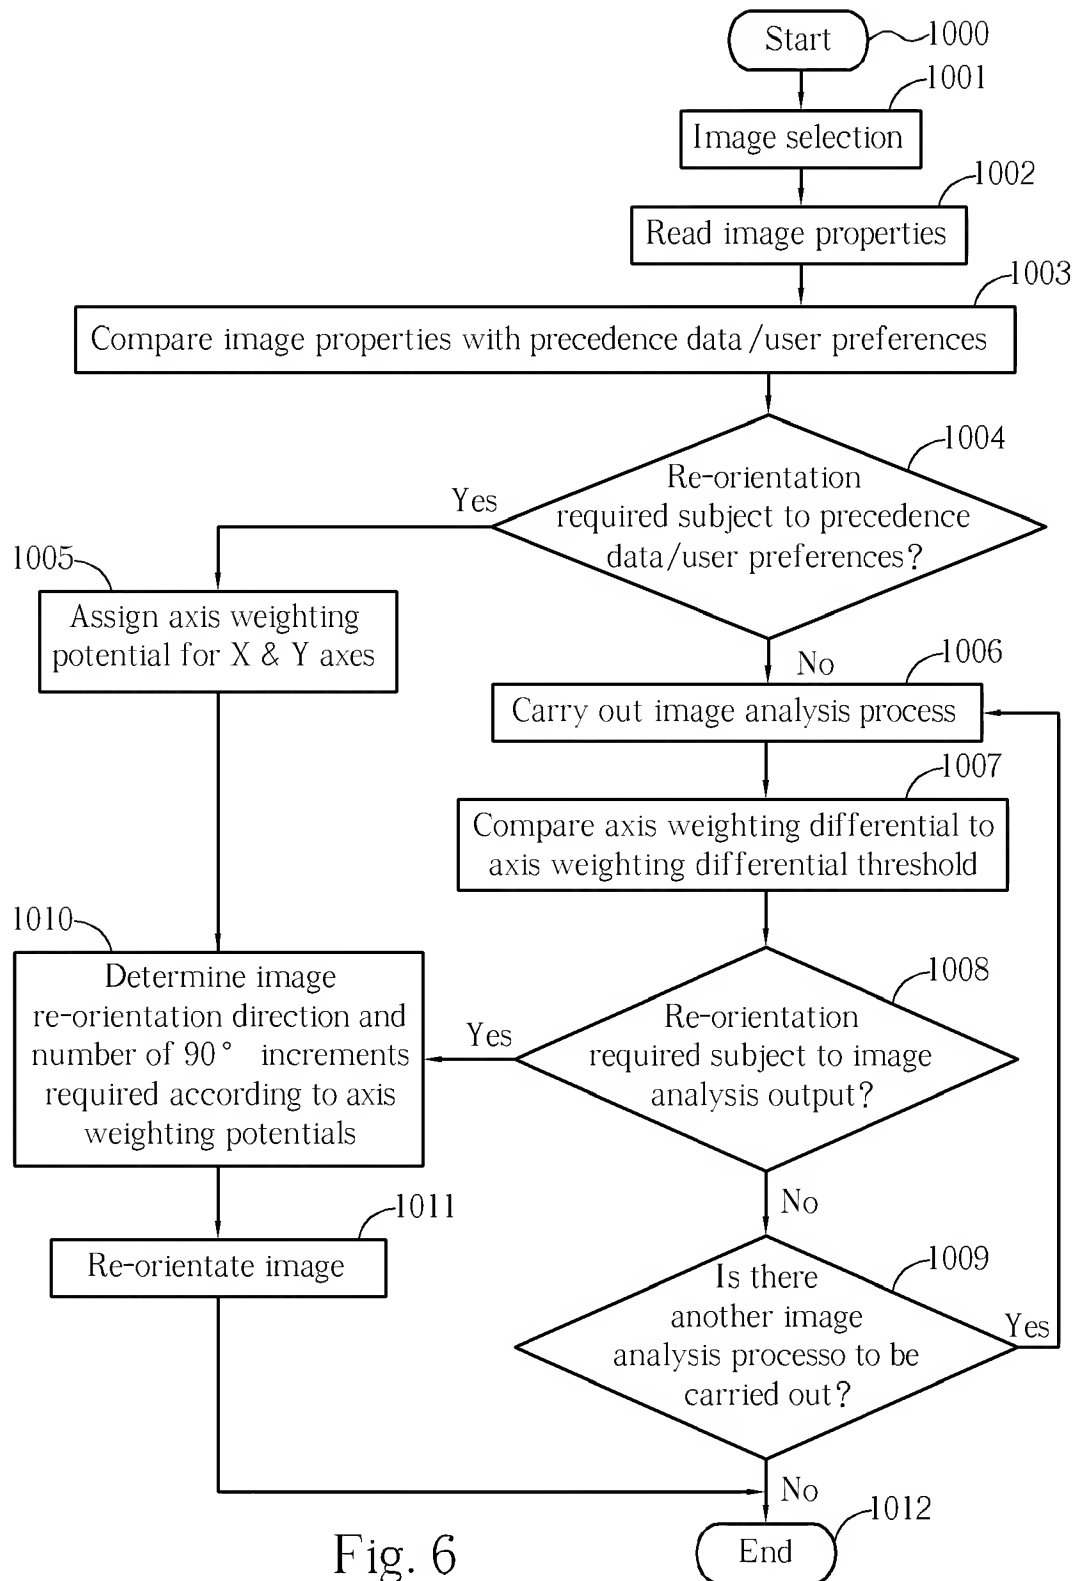 Start
1000
1001
Image selection
1002
Read image properties
1003
Compare image properties with precedence data/user preferences
1004
Re-orientation
required subject to precedence
data/user preferences?
Yes
No
1005
Assign axis weighting
potential for X & Y axes
1006
Carry out image analysis process
1007
Compare axis weighting differential to
axis weighting differential threshold
1008
Re-orientation
required subject to image
analysis output?
Yes
No
1010
Determine image
re-orientation direction and
number of 90° increments
required according to axis
weighting potentials
1011
Re-orientate image
1009
Is there
another image
analysis processo to be
carried out?
Yes
No
1012
End
Fig. 6